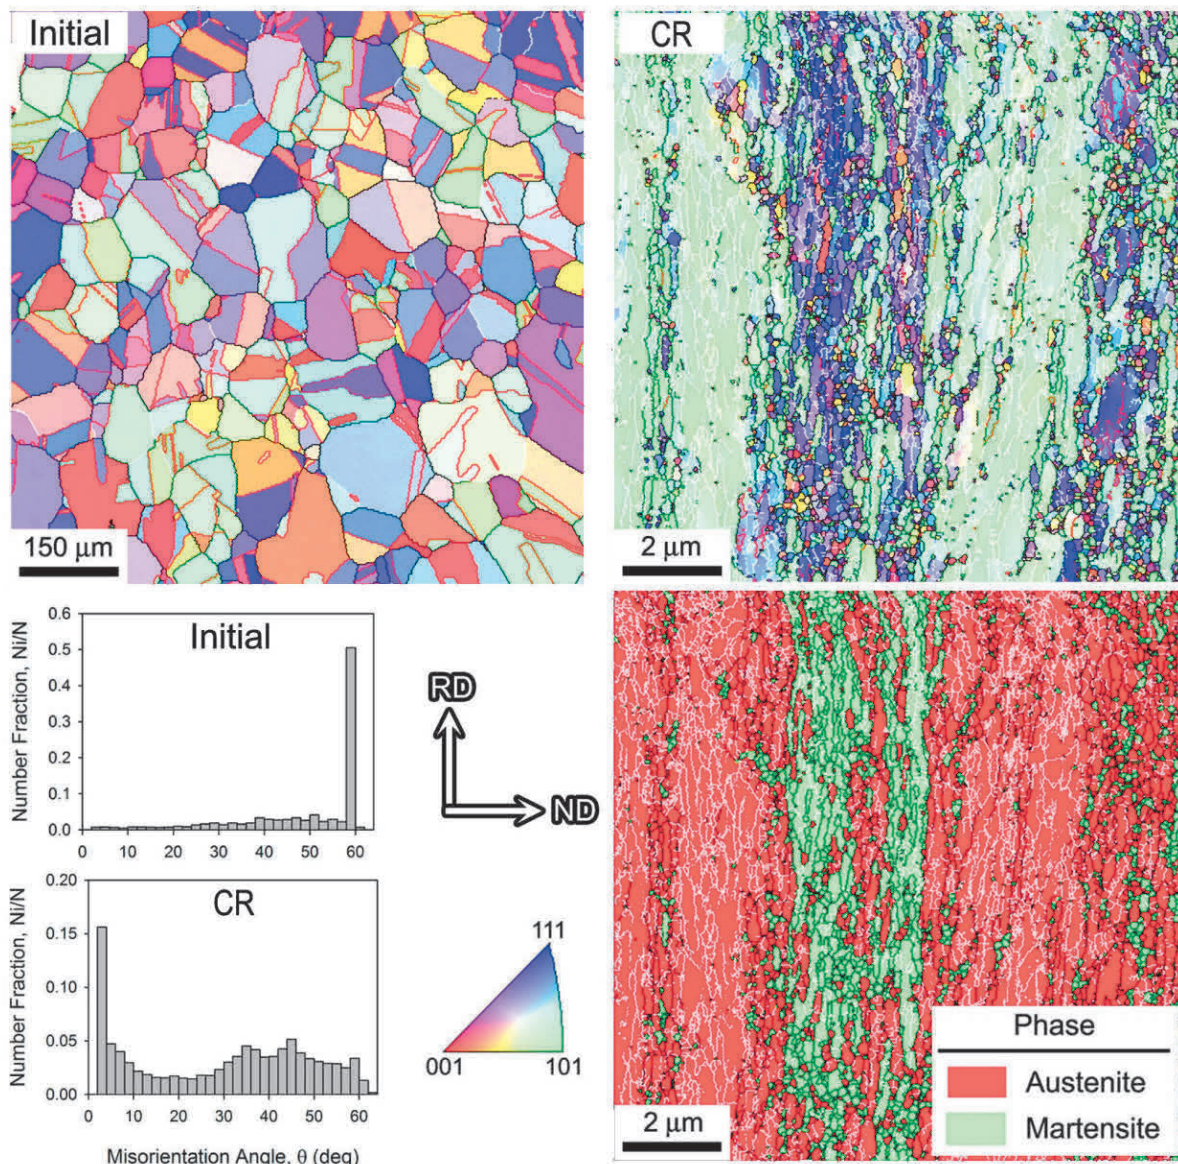 Initial
CR
150 μm
2 μm
Initial
Number Fraction, Ni/N
0.6
0.5
0.4
0.3
0.2
0.1
0.0
0 10 20 30 40 50 60
RD
ND
CR
Number Fraction, Ni/N
0.20
0.15
0.10
0.05
0.00
0 10 20 30 40 50 60
Misorientation Angle, θ (deg)
111
001
101
Phase
Austenite
Martensite
2 μm